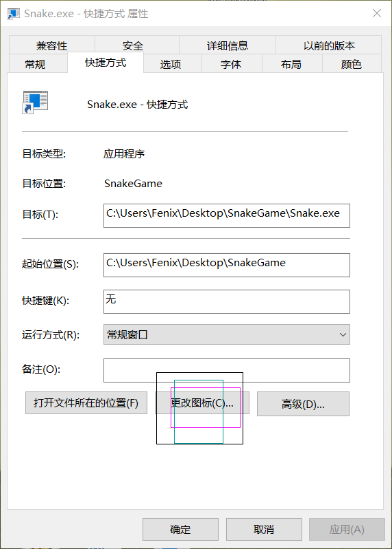 Snake.exe - 快捷方式 属性
兼容性 安全 详细信息 以前的版本
常规 快捷方式 选项 字体 布局 颜色
Snake.exe - 快捷方式
目标类型: 应用程序
目标位置: SnakeGame
目标(T): C:\Users\Fenix\Desktop\SnakeGame\Snake.exe
起始位置(S): C:\Users\Fenix\Desktop\SnakeGame
快捷键(K): 无
运行方式(R): 常规窗口
备注(O):
打开文件所在的位置(F) 更改图标(C)... 高级(D)...
确定 取消 应用(A)